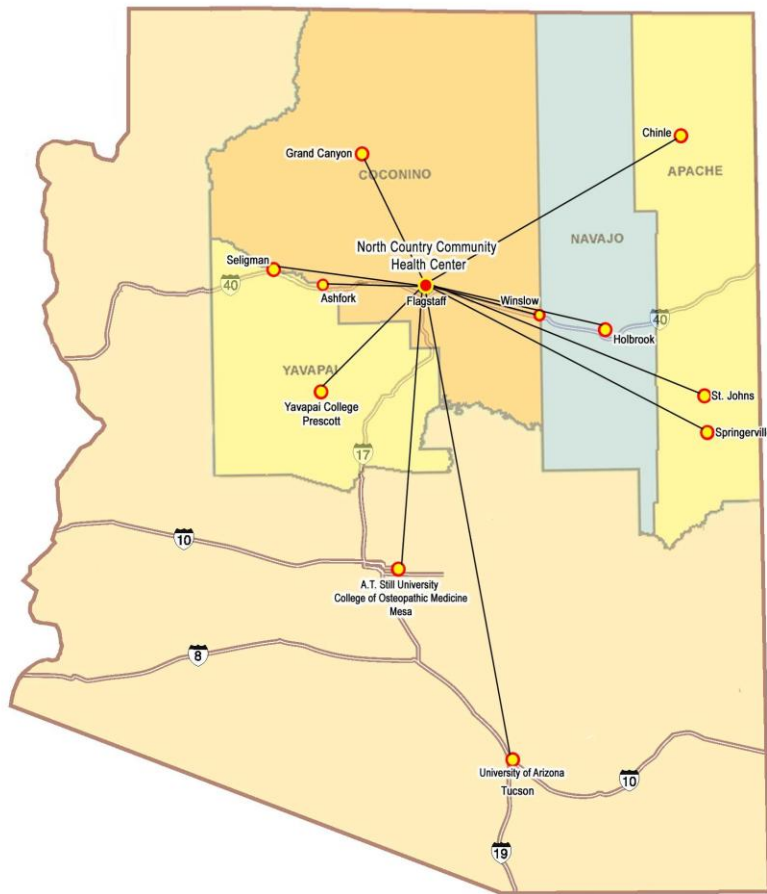 Chinle
Grand Canyon
COCONINO
APACHE
North Country Community
Health Center
NAVAJO
Seligman
40
Ashfork
Flagstaff
Winslow
40
Holbrook
YAVAPAI
Yavapai College
Prescott
St. Johns
Springervill
17
10
A.T. Still University
College of Osteopathic Medicine
Mesa
8
University of Arizona
Tucson
10
19